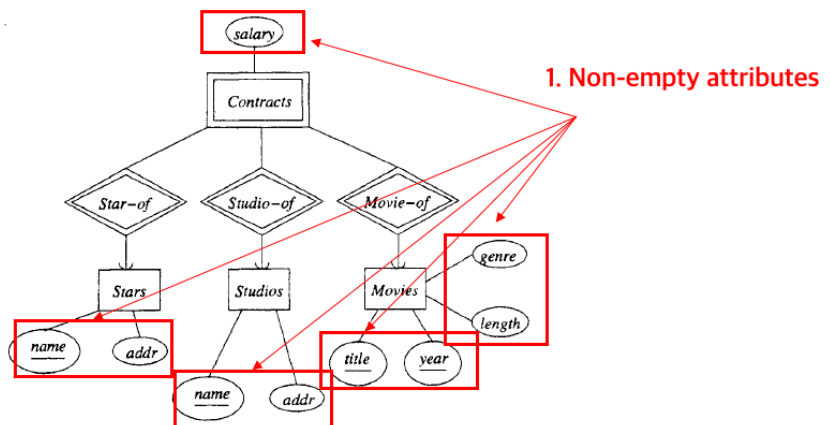 salary
1. Non-empty attributes
Contracts
Star-of
Studio-of
Movie-of
genre
Stars
Studios
Movies
length
name
addr
title
year
name
addr